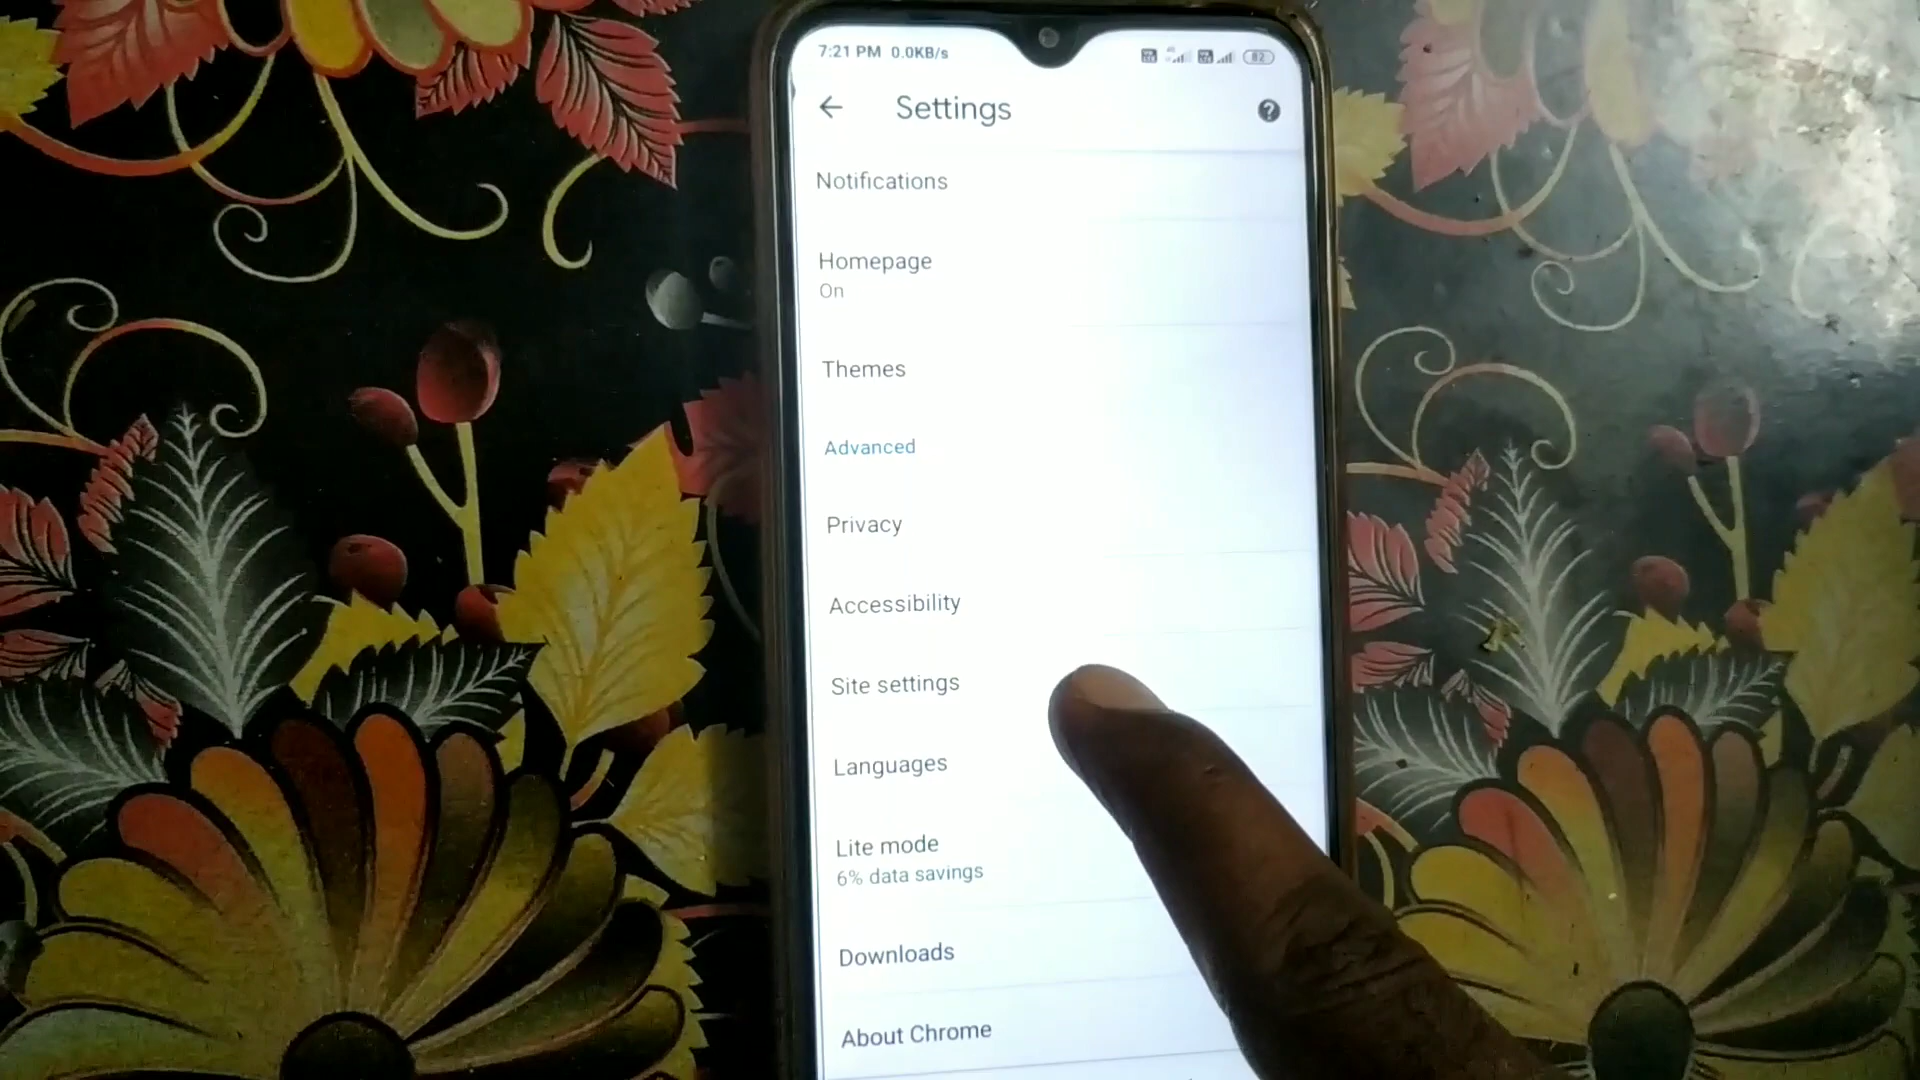 7:21 PM 0.0KB/s
82
Settings
Notifications
Homepage
On
Themes
Advanced
Privacy
Accessibility
Site settings
Languages
Lite mode
6% data savings
Downloads
About Chrome